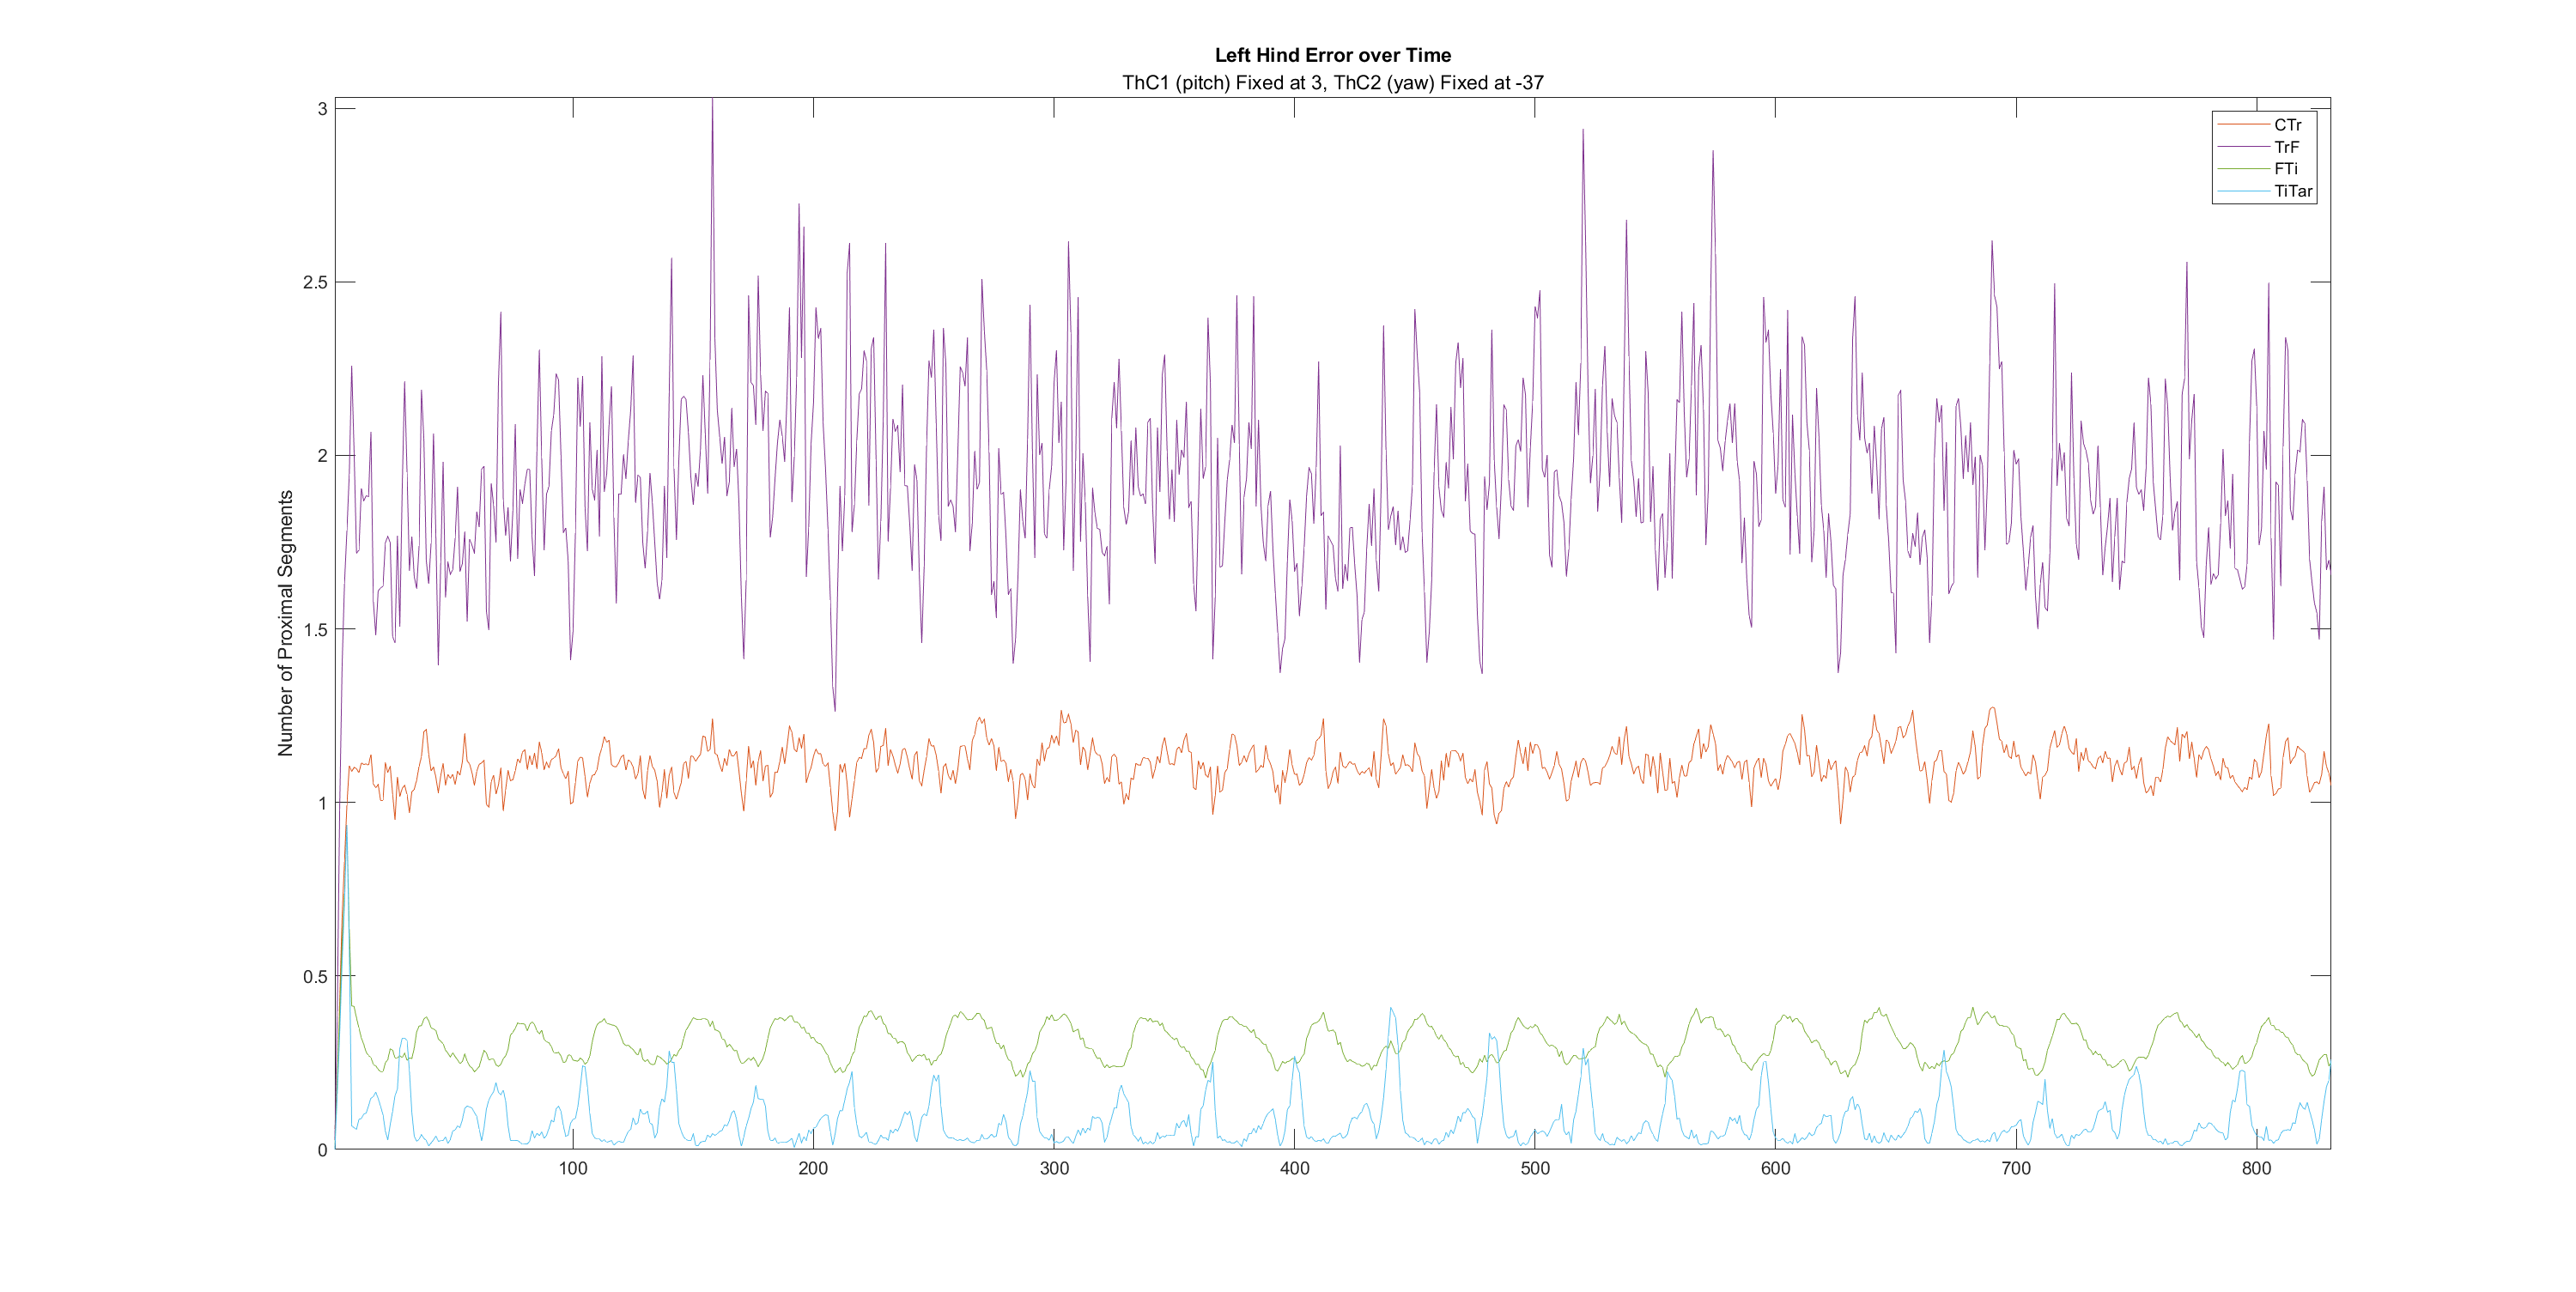 Left Hind Error over Time
ThC1 (pitch) Fixed at 3, ThC2 (yaw) Fixed at -37
CTr
TrF
FTi
TiTar
Number of Proximal Segments
3
2.5
2
1.5
1
0.5
0
100
200
300
400
500
600
700
800